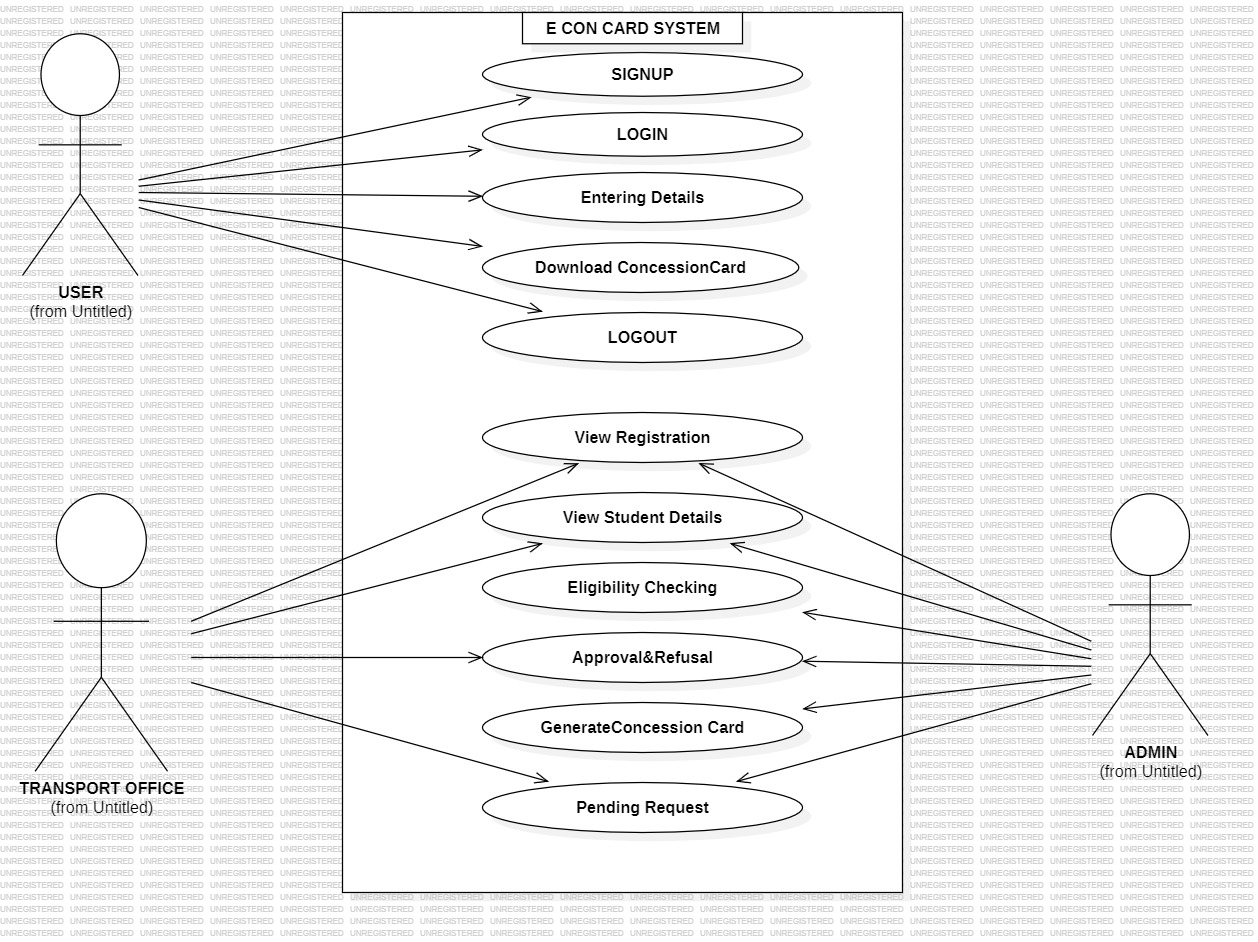 E CON CARD SYSTEM
SIGNUP
LOGIN
Entering Details
Download ConcessionCard
LOGOUT
USER
(from Untitled)
View Registration
View Student Details
Eligibility Checking
Approval&Refusal
GenerateConcession Card
Pending Request
TRANSPORT OFFICE
(from Untitled)
ADMIN
(from Untitled)
UNREGISTERED